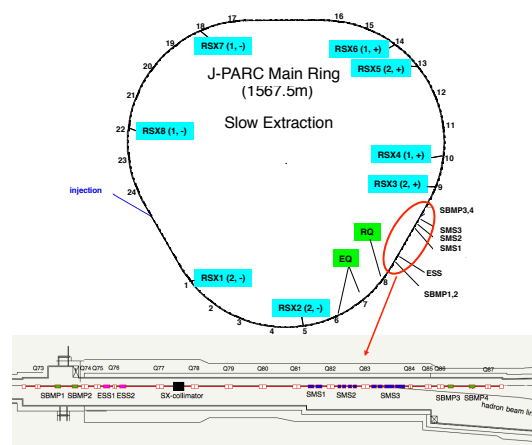 17
16
18
15
RSX7 (1, -)
RSX6 (1, +)
14
19
J-PARC Main Ring
RSX5 (2, +)
13
20
(1567.5m)
12
21
Slow Extraction
11
22
RSX8 (1, -)
RSX4 (1, +)
10
23
RSX3 (2, +)
9
injection
24
SBMP3,4
SMS3
SMS2
SMS1
RQ
EQ
ESS
1
RSX1 (2, -)
8
SBMP1,2
2
7
RSX2 (2, -)
6
3
4
5
Q73 Q74 Q75 Q76 Q77 Q78 Q79 Q80 Q81 Q82 Q83 Q84 Q85 Q86 Q87
SBMP1 SBMP2 ESS1 ESS2 SX-collimator SMS1 SMS2 SMS3 SBMP3 SBMP4
hadron beam lin